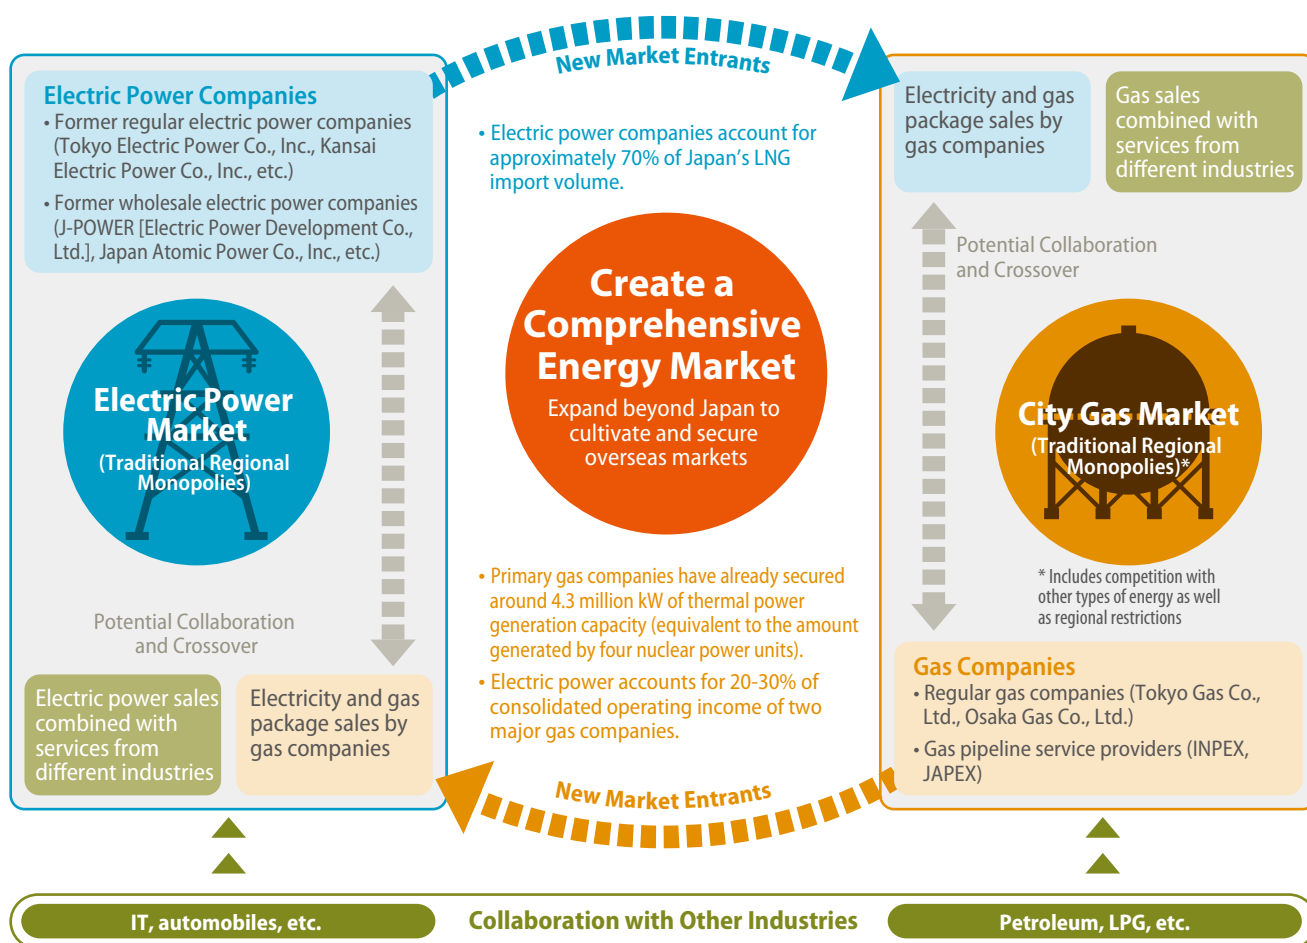 New Market Entrants
Electric Power Companies
• Former regular electric power companies
(Tokyo Electric Power Co., Inc., Kansai
Electric Power Co., Inc., etc.)
• Former wholesale electric power companies
(J-POWER [Electric Power Development Co.,
Ltd.], Japan Atomic Power Co., Inc., etc.)
Electric Power
Market
(Traditional Regional
Monopolies)
Potential Collaboration
and Crossover
Electric power sales
combined with
services from
different industries
Electricity and gas
package sales by
gas companies
• Electric power companies account for
approximately 70% of Japan’s LNG
import volume.
Create a
Comprehensive
Energy Market
Expand beyond Japan to
cultivate and secure
overseas markets
• Primary gas companies have already secured
around 4.3 million kW of thermal power
generation capacity (equivalent to the amount
generated by four nuclear power units).
• Electric power accounts for 20-30% of
consolidated operating income of two
major gas companies.
New Market Entrants
Electricity and gas
package sales by
gas companies
Gas sales
combined with
services from
different industries
Potential Collaboration
and Crossover
City Gas Market
(Traditional Regional
Monopolies)*
* Includes competition with
other types of energy as well
as regional restrictions
Gas Companies
• Regular gas companies (Tokyo Gas Co.,
Ltd., Osaka Gas Co., Ltd.)
• Gas pipeline service providers (INPEX,
JAPEX)
IT, automobiles, etc.
Collaboration with Other Industries
Petroleum, LPG, etc.